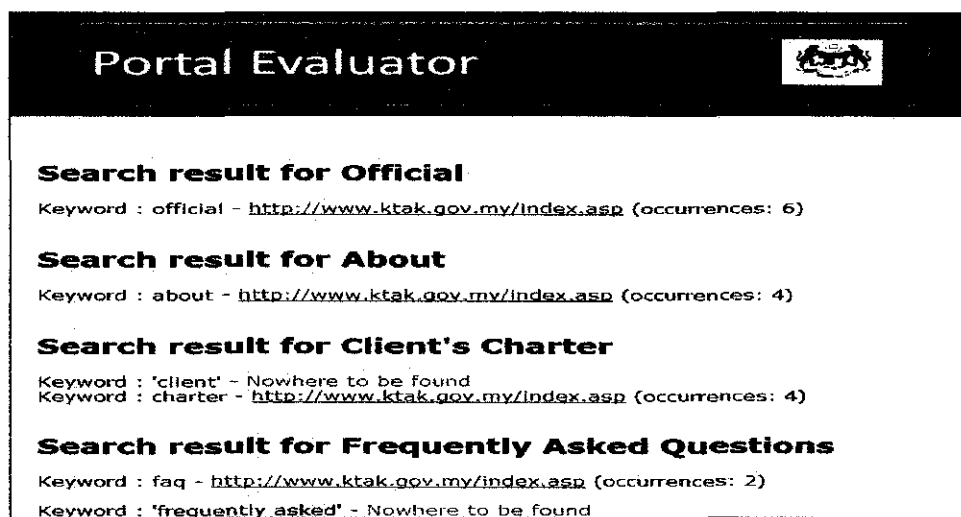 Portal Evaluator
Search result for Official
Keyword : official - http://www.ktak.gov.my/index.asp (occurrences: 6)
Search result for About
Keyword : about - http://www.ktak.gov.my/index.asp (occurrences: 4)
Search result for Client's Charter
Keyword : 'client' - Nowhere to be found
Keyword : charter - http://www.ktak.gov.my/index.asp (occurrences: 4)
Search result for Frequently Asked Questions
Keyword : faq - http://www.ktak.gov.my/index.asp (occurrences: 2)
Keyword : 'frequently asked' - Nowhere to be found